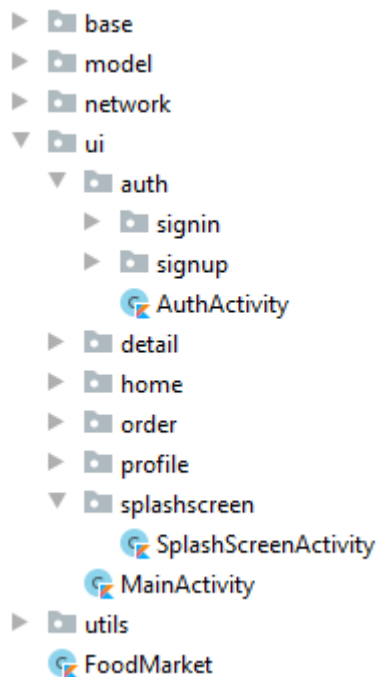 base
model
network
ui
auth
signin
signup
AuthActivity
detail
home
order
profile
splashscreen
SplashScreenActivity
MainActivity
utils
FoodMarket